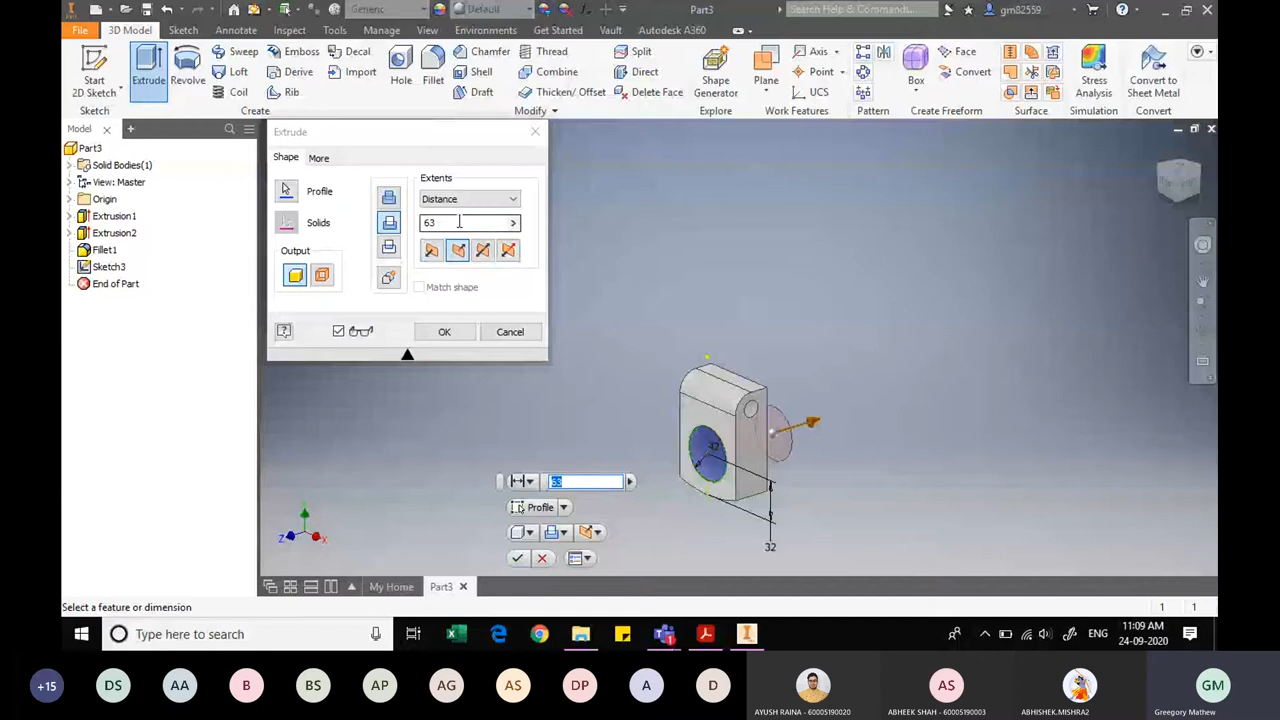 Generic
Default
Part3
Search Help & Commands...
gm82559
File
3D Model
Sketch
Annotate
Inspect
Tools
Manage
View
Environments
Get Started
Vault
Autodesk A360
Start
2D Sketch
Extrude
Revolve
Sweep
Loft
Coil
Emboss
Derive
Rib
Decal
Import
Hole
Fillet
Chamfer
Shell
Draft
Thread
Combine
Thicken/ Offset
Split
Direct
Delete Face
Shape
Generator
Plane
Axis
Point
UCS
Box
Face
Convert
Stress
Analysis
Convert to
Sheet Metal
Sketch
Create
Modify
Explore
Work Features
Pattern
Create Freeform
Surface
Simulation
Convert
Model
Part3
Solid Bodies(1)
View: Master
Origin
Extrusion1
Extrusion2
Fillet1
Sketch3
End of Part
Extrude
Shape
More
Profile
Solids
Output
Extents
Distance
63
Match shape
OK
Cancel
63
Profile
32
Z
X
My Home
Part3
Select a feature or dimension
1
1
Type here to search
ENG
11:09 AM
24-09-2020
+15
DS
AA
B
BS
AP
AG
AS
DP
A
D
AYUSH RAINA - 60005190020
AS
ABHEEK SHAH - 60005190003
ABHISHEK.MISHRA2
GM
Greegory Mathew